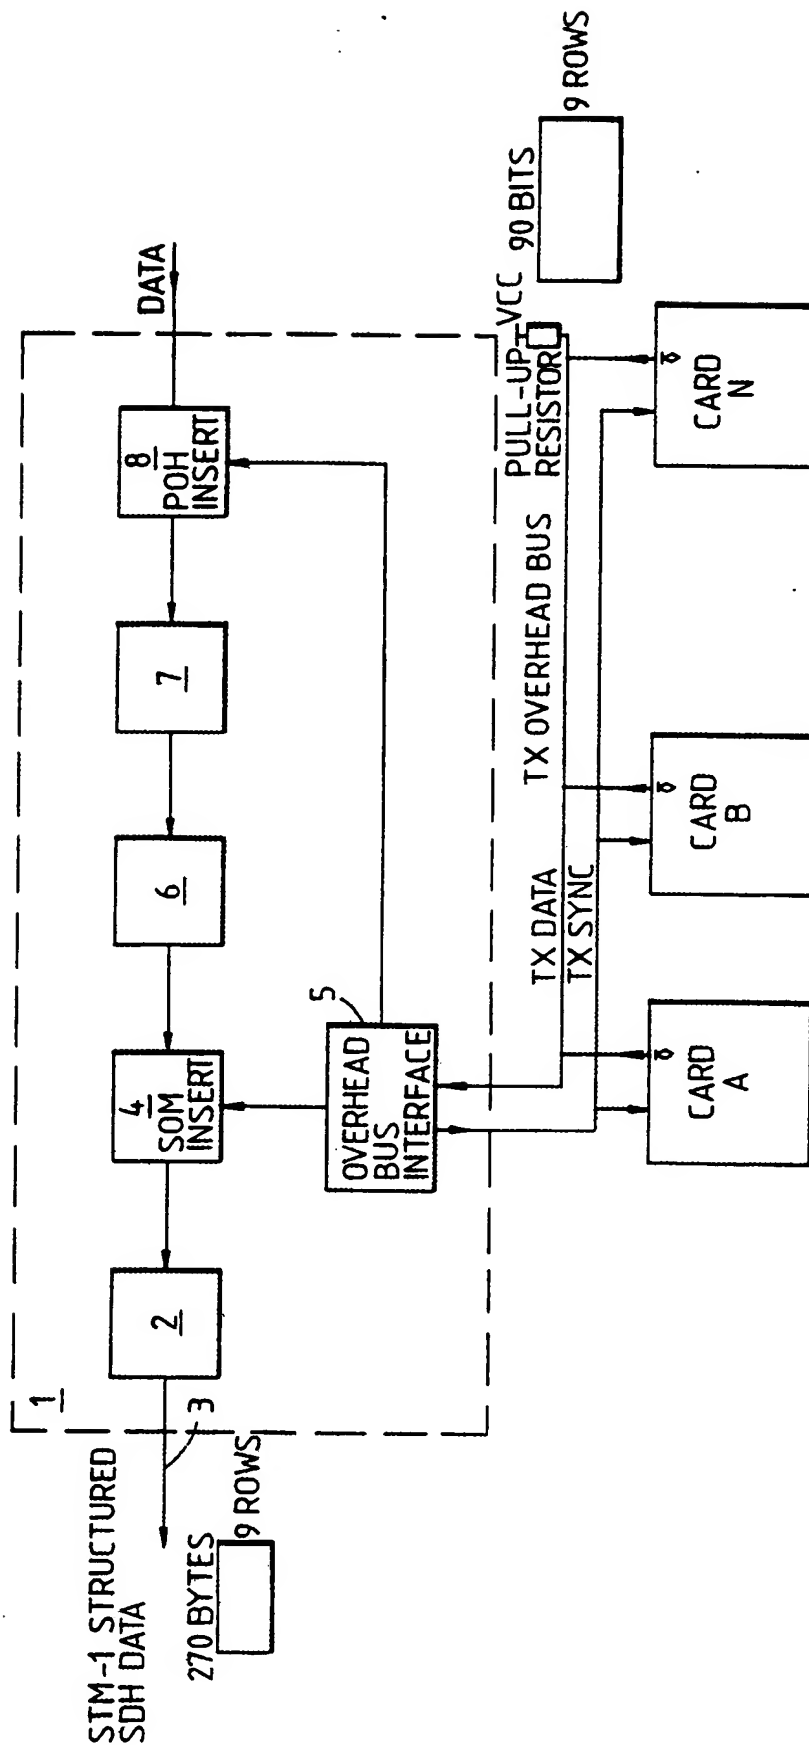 STM-1 STRUCTURED
SDH DATA
270 BYTES
9 ROWS
3
1
2
4
SOM
INSERT
6
7
8
POH
INSERT
DATA
5
OVERHEAD
BUS
INTERFACE
TX DATA
TX SYNC
TX OVERHEAD BUS
PULL-UP
RESISTOR
VCC
90 BITS
9 ROWS
CARD
A
CARD
B
CARD
N